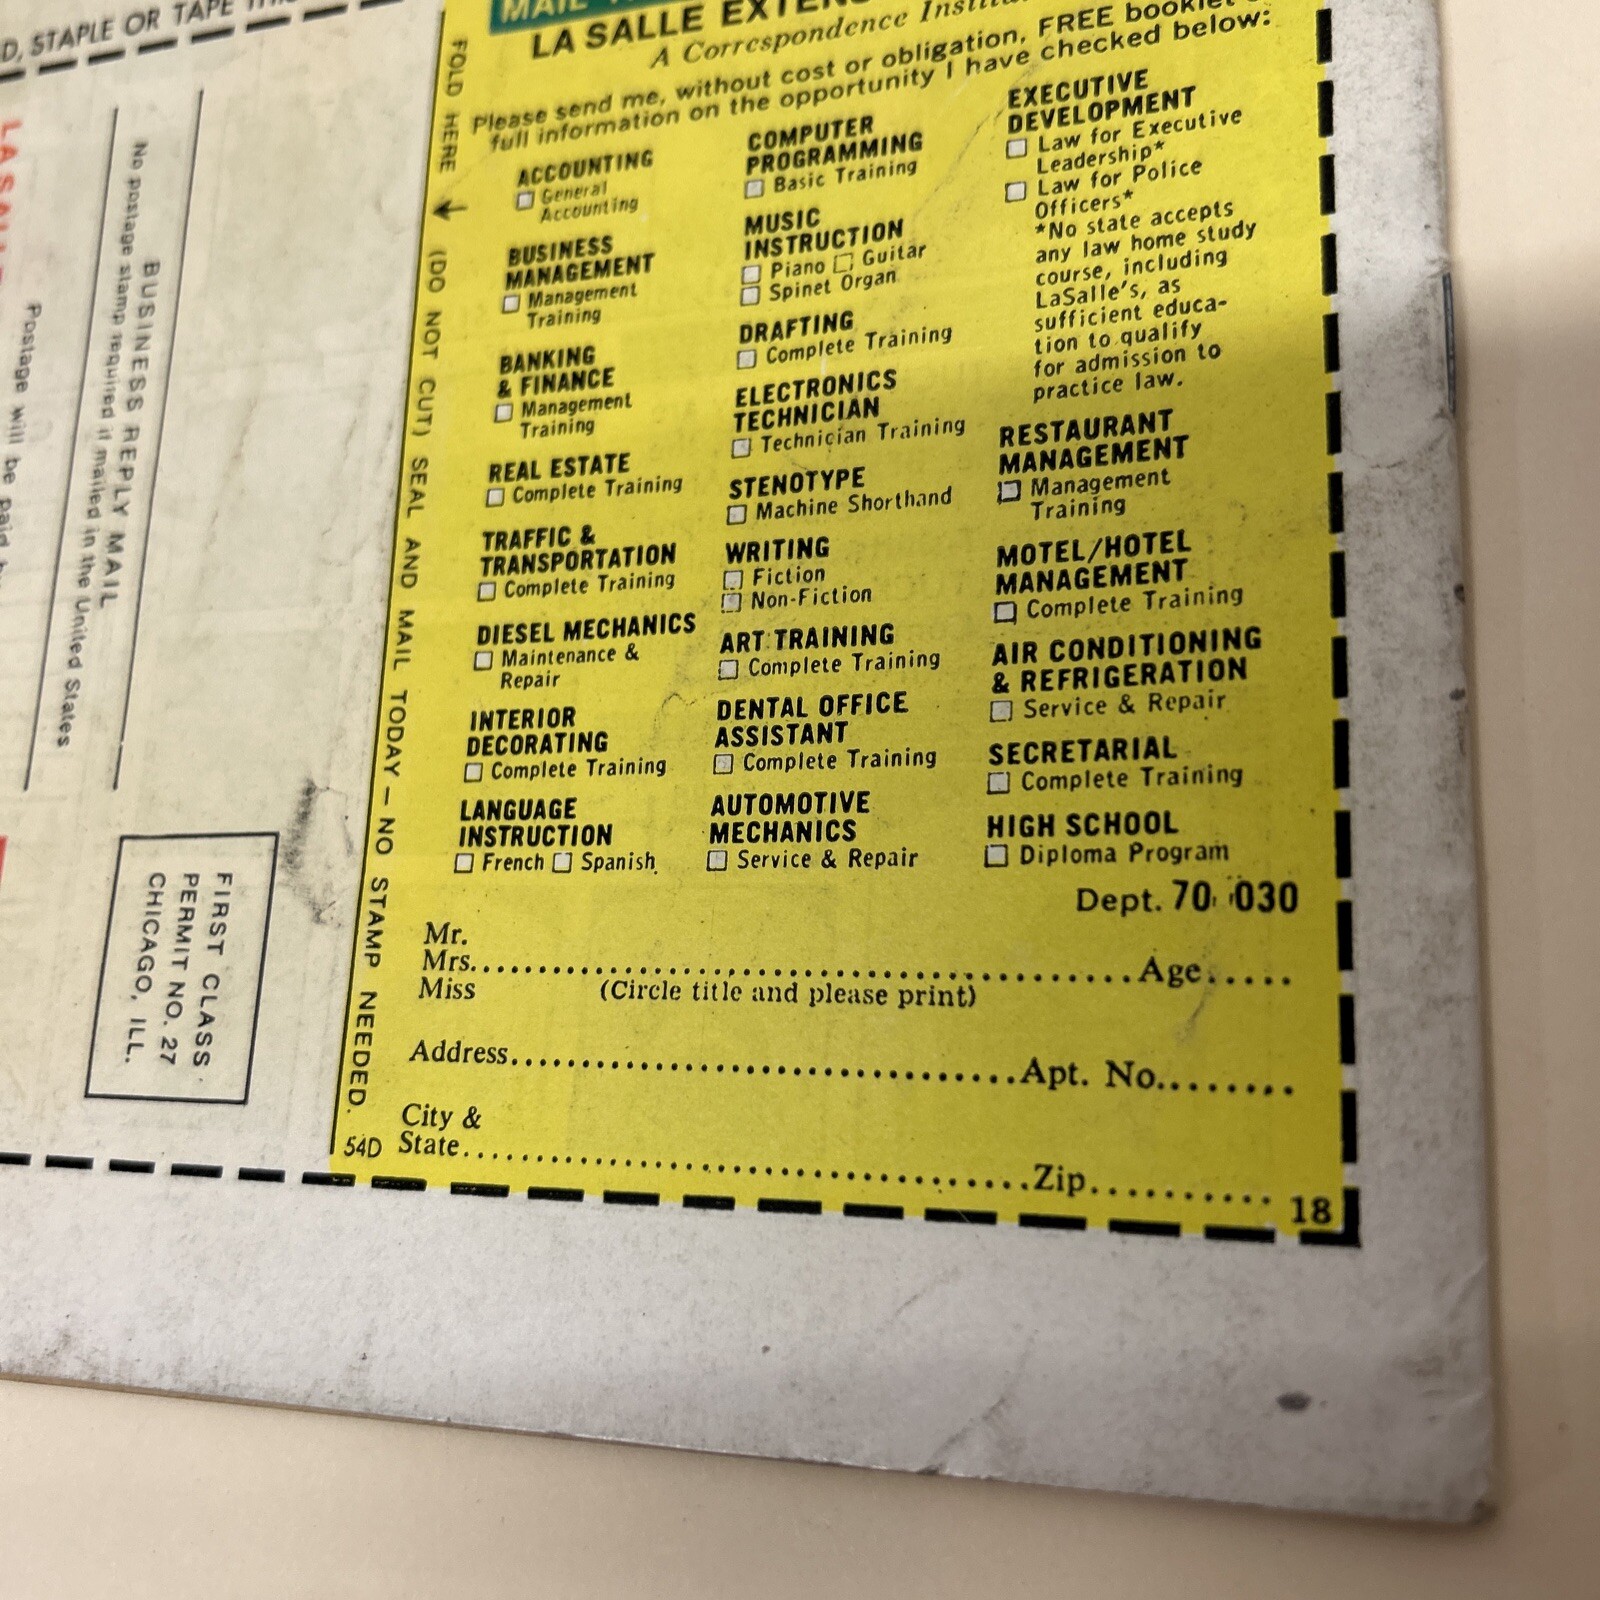 D, STAPLE OR TAPE
LA SALLE
Postage will be paid
No postage stamp required if mailed in the United States
BUSINESS REPLY MAIL
FIRST CLASS
PERMIT NO. 27
CHICAGO, ILL.
FOLD HERE (DO NOT CUT) SEAL AND MAIL TODAY – NO STAMP NEEDED.
MAIL
LA SALLE
A Correspondence
Please send me, without cost or obligation, FREE booklet
full information on the opportunity I have checked below:
ACCOUNTING
General
Accounting
BUSINESS
MANAGEMENT
Management
Training
BANKING
& FINANCE
Management
Training
REAL ESTATE
Complete Training
TRAFFIC &
TRANSPORTATION
Complete Training
DIESEL MECHANICS
Maintenance &
Repair
INTERIOR
DECORATING
Complete Training
LANGUAGE
INSTRUCTION
French Spanish
COMPUTER
PROGRAMMING
Basic Training
MUSIC
INSTRUCTION
Piano Guitar
Spinet Organ
DRAFTING
Complete Training
ELECTRONICS
TECHNICIAN
Technician Training
STENOTYPE
Machine Shorthand
WRITING
Fiction
Non-Fiction
ART TRAINING
Complete Training
DENTAL OFFICE
ASSISTANT
Complete Training
AUTOMOTIVE
MECHANICS
Service & Repair
EXECUTIVE
DEVELOPMENT
Law for Executive
Leadership*
Law for Police
Officers*
*No state accepts
any law home study
course, including
LaSalle's, as
sufficient educa-
tion to qualify
for admission to
practice law.
RESTAURANT
MANAGEMENT
Management
Training
MOTEL/HOTEL
MANAGEMENT
Complete Training
AIR CONDITIONING
& REFRIGERATION
Service & Repair
SECRETARIAL
Complete Training
HIGH SCHOOL
Diploma Program
Dept. 70 030
Mr.
Mrs. Age
Miss (Circle title and please print)
Address Apt. No.
City &
State Zip
54D
18